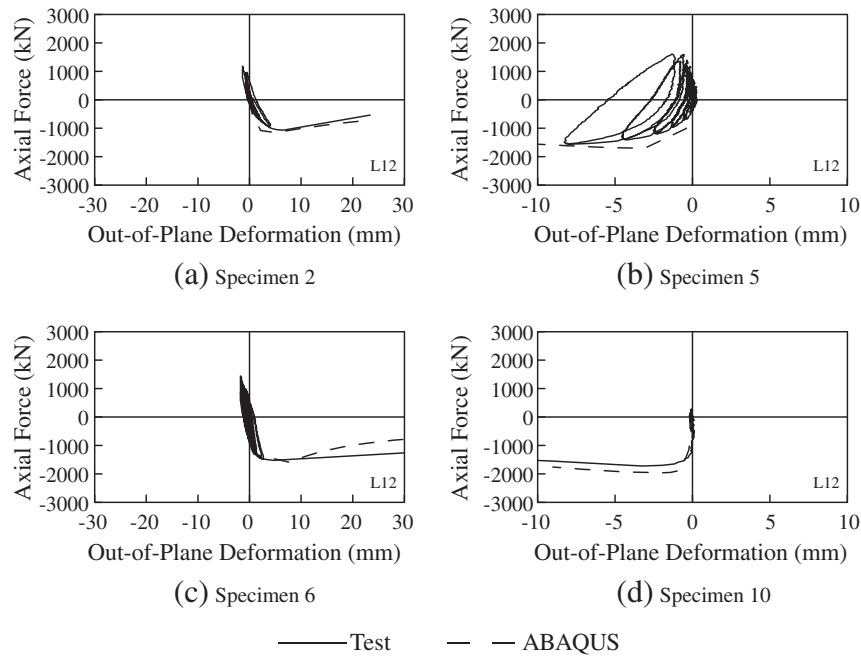 3000
2000
1000
0
-1000
-2000
-3000
Axial Force (kN)
L12
-30 -20 -10 0 10 20 30
Out-of-Plane Deformation (mm)
(a) Specimen 2
3000
2000
1000
0
-1000
-2000
-3000
Axial Force (kN)
L12
-10 -5 0 5 10
Out-of-Plane Deformation (mm)
(b) Specimen 5
3000
2000
1000
0
-1000
-2000
-3000
Axial Force (kN)
L12
-30 -20 -10 0 10 20 30
Out-of-Plane Deformation (mm)
(c) Specimen 6
3000
2000
1000
0
-1000
-2000
-3000
Axial Force (kN)
L12
-10 -5 0 5 10
Out-of-Plane Deformation (mm)
(d) Specimen 10
Test ABAQUS